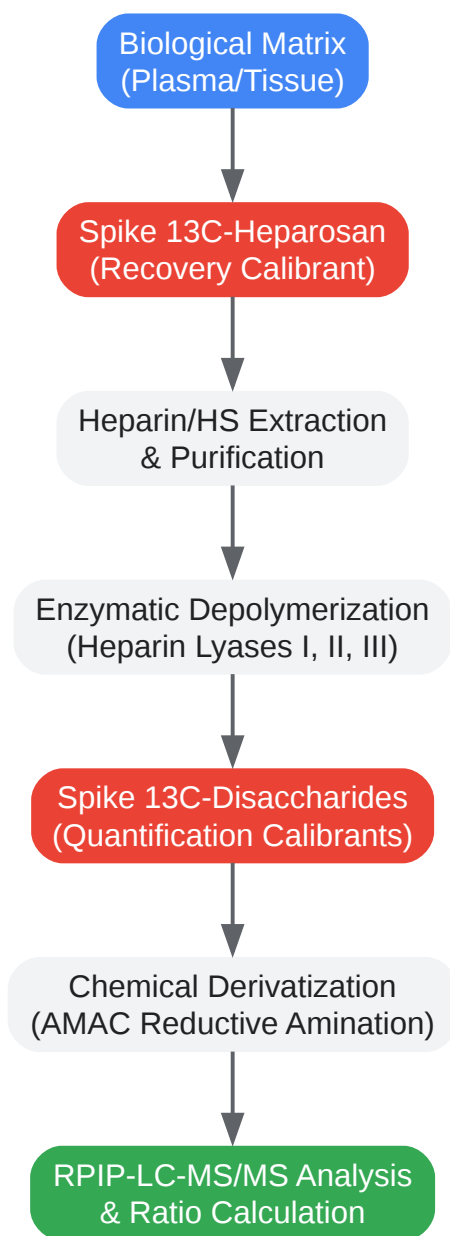 Biological Matrix
(Plasma/Tissue)
Spike 13C-Heparosan
(Recovery Calibrant)
Heparin/HS Extraction
& Purification
Enzymatic Depolymerization
(Heparin Lyases I, II, III)
Spike 13C-Disaccharides
(Quantification Calibrants)
Chemical Derivatization
(AMAC Reductive Amination)
RPIP-LC-MS/MS Analysis
& Ratio Calculation